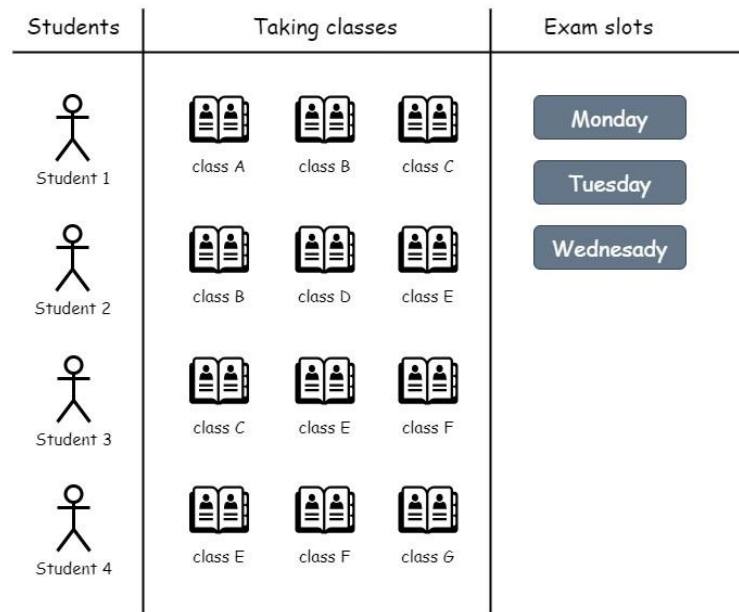 Students Taking classes Exam slots
Monday
class A class B class C
Student 1
Tuesday
Wednesady
class B class D class E
Student 2
class C class E class F
Student 3
class E class F class G
Student 4